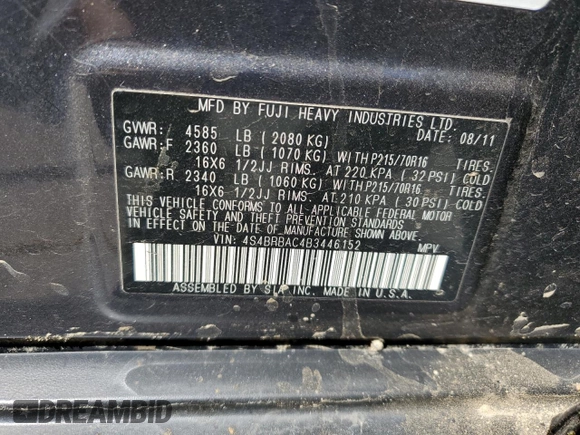 MFD BY FUJI HEAVY INDUSTRIES LTD.
GVWR: 4585 LB ( 2080 KG) DATE: 08/11
GAWR:F 2360 LB ( 1070 KG) WITH P215/70R16 TIRES
16X6 1/2JJ RIMS. AT 220 KPA ( 32 PSI) COLD
GAWR:R 2340 LB ( 1060 KG) WITH P215/70R16 TIRES.
16X6 1/2JJ RIMS. AT 210 KPA ( 30 PSI) COLD
THIS VEHICLE CONFORMS TO ALL APPLICABLE FEDERAL MOTOR
VEHICLE SAFETY AND THEFT PREVENTION STANDARDS
IN EFFECT ON THE DATE OF MANUFACTURE SHOWN ABOVE.
VIN: 4S4BRBAC4B3446152 MPV
ASSEMBLED BY SIA, INC. MADE IN U.S.A.
DREAMBID